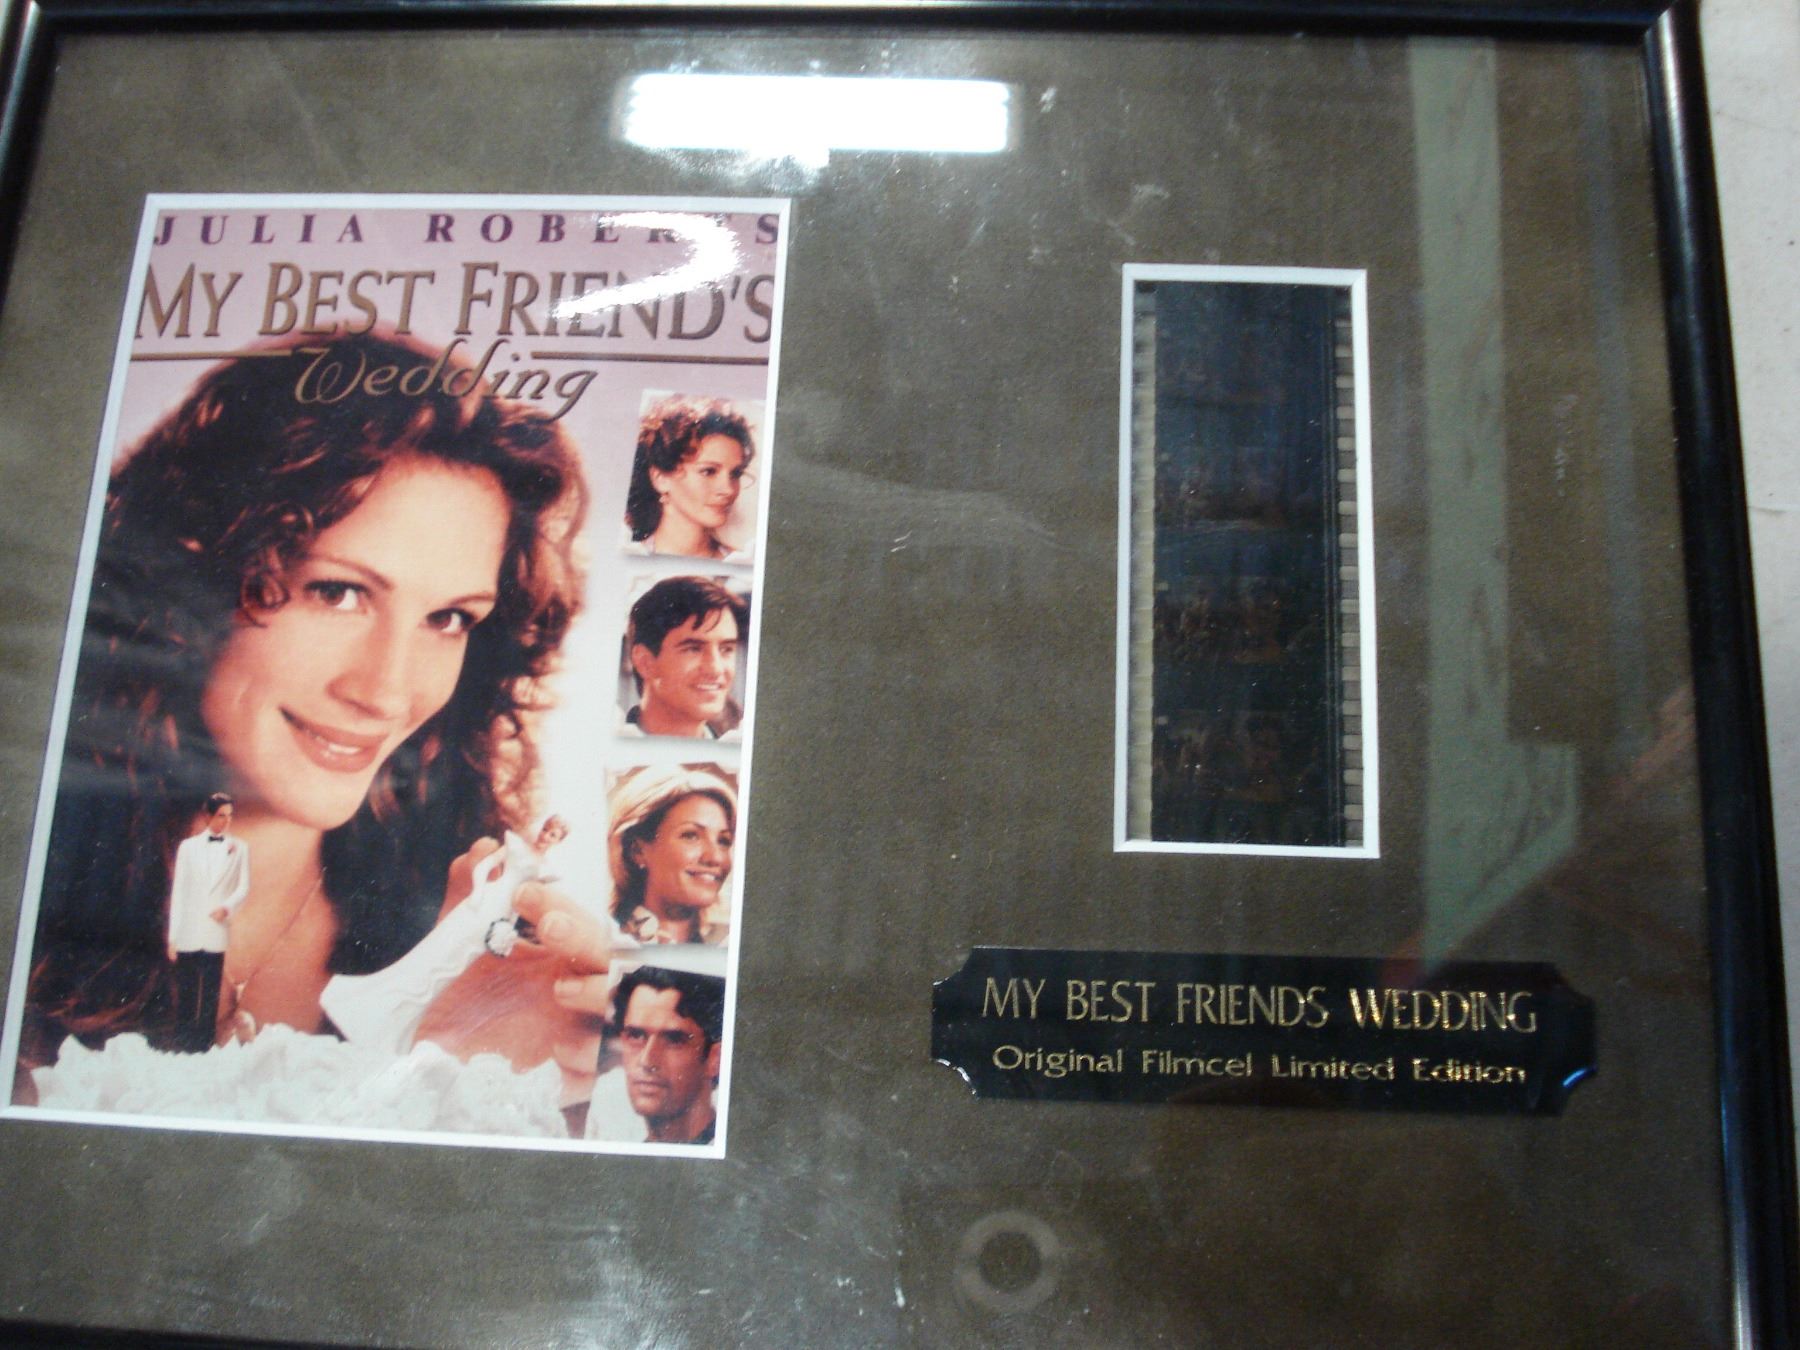 JULIA ROBERTS
MY BEST FRIEND'S
Wedding
MY BEST FRIENDS WEDDING
Original Filmcel Limited Edition